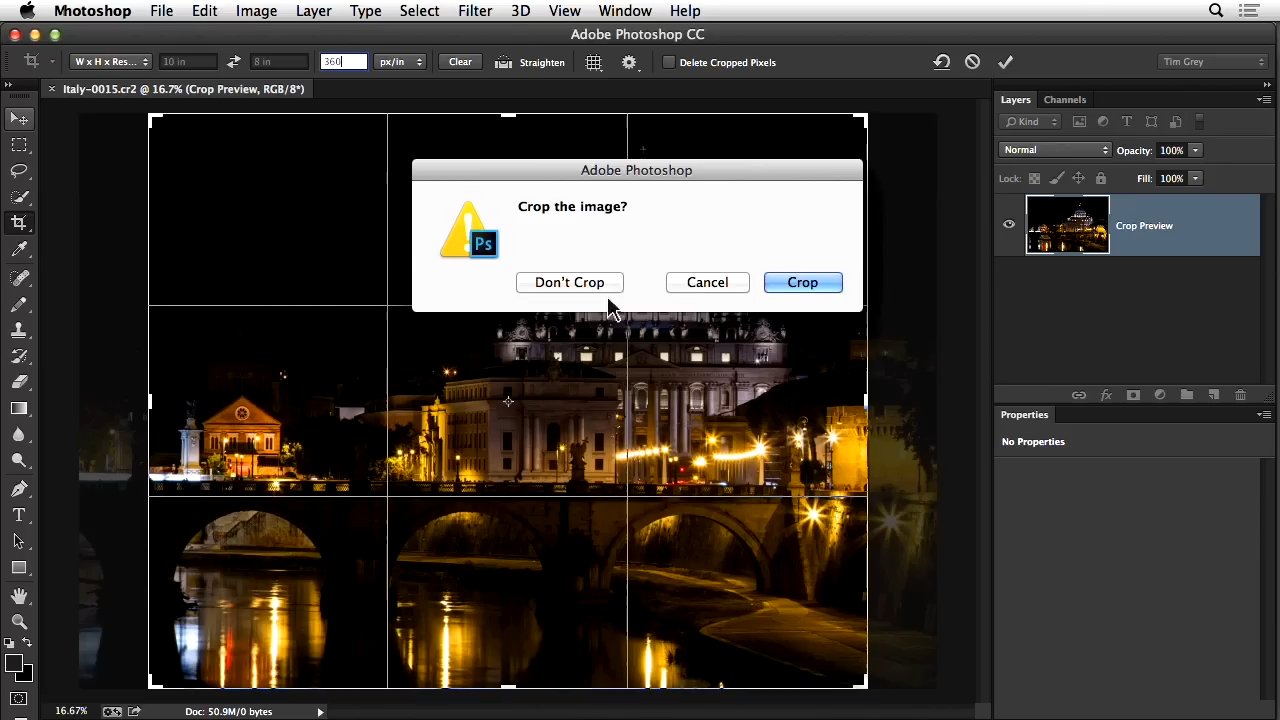 Photoshop File Edit Image Layer Type Select Filter 3D View Window Help
Adobe Photoshop CC
W x H x Res... 10 in 8 in 360 px/in Clear Straighten Delete Cropped Pixels Tim Grey
× Italy-0015.cr2 @ 16.7% (Crop Preview, RGB/8*)
Layers Channels
Kind
Normal Opacity: 100%
Lock: Fill: 100%
Crop Preview
Adobe Photoshop
Crop the image?
Ps
Don't Crop Cancel Crop
Properties
No Properties
16.67% Doc: 50.9M/0 bytes